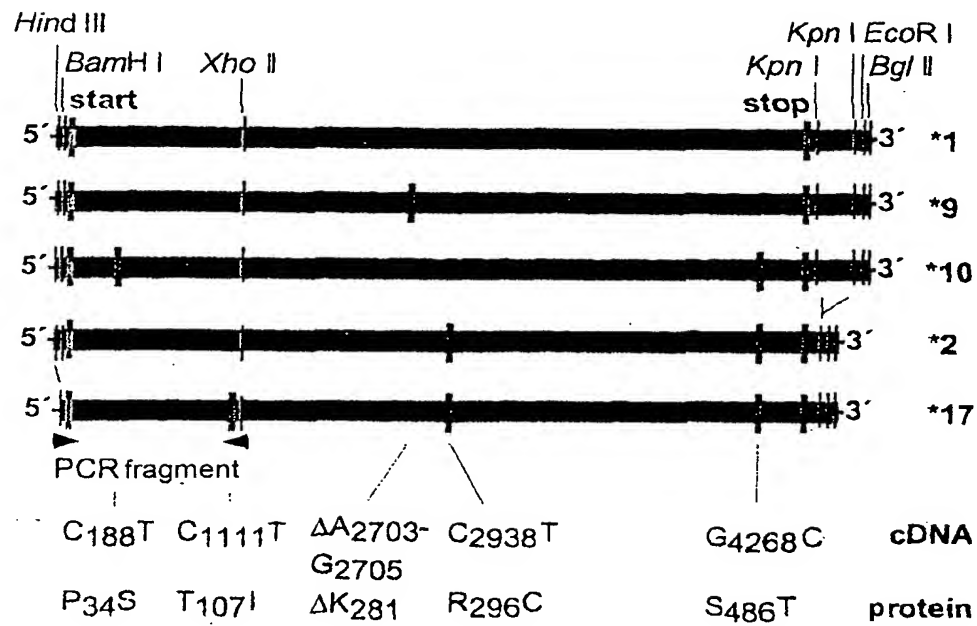 Hind III
Kpn I EcoR I
BamH I Xho II Kpn I Bgl II
start stop
5´ 3´ *1
5´ 3´ *9
5´ 3´ *10
5´ 3´ *2
5´ 3´ *17
PCR fragment
C188T C1111T ΔA2703- C2938T G4268C cDNA
G2705
P34S T107I ΔK281 R296C S486T protein